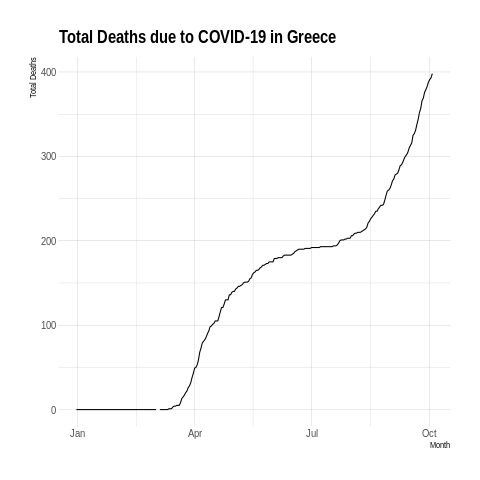 Total Deaths due to COVID-19 in Greece
Total Deaths
400
300
200
100
0
Jan Apr Jul Oct
Month